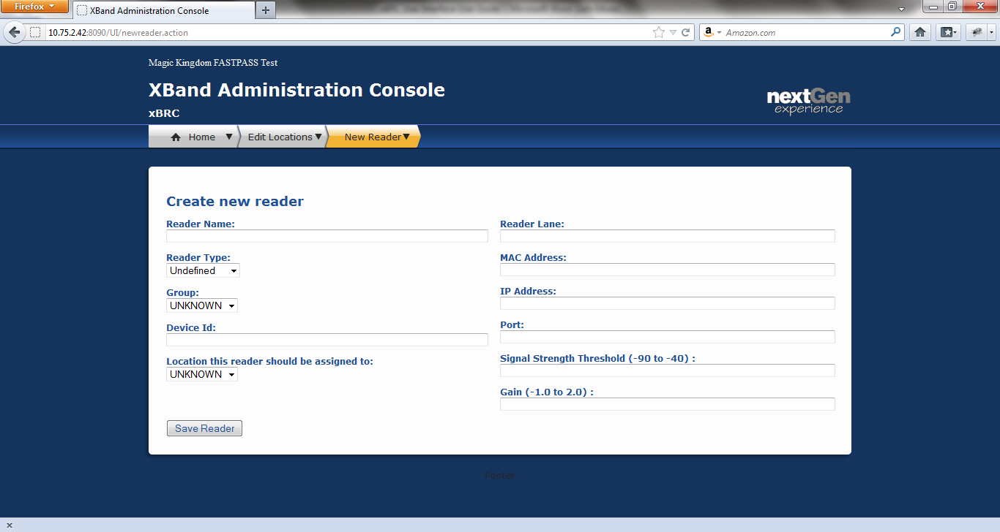 Firefox
XBand Administration Console
10.75.2.42:8090/UI/newreader.action
Amazon.com
Magic Kingdom FASTPASS Test
XBand Administration Console
xBRC
nextGen
experience
Home
Edit Locations
New Reader
Create new reader
Reader Name:
Reader Lane:
Reader Type:
Undefined
MAC Address:
Group:
UNKNOWN
IP Address:
Device Id:
Port:
Location this reader should be assigned to:
UNKNOWN
Signal Strength Threshold (-90 to -40) :
Gain (-1.0 to 2.0) :
Save Reader
Footer